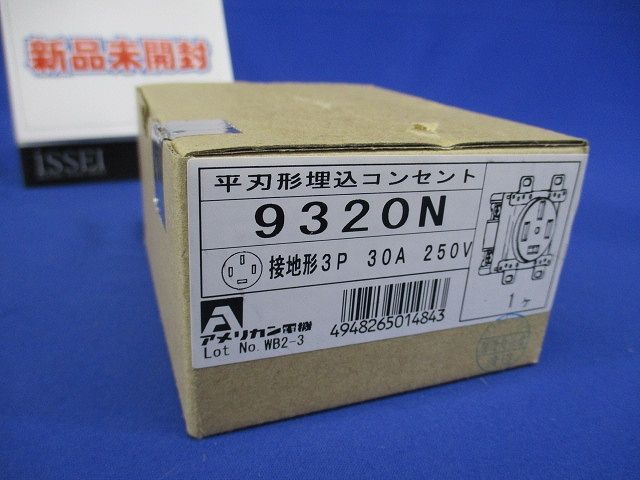 新品未開封
ISSEI
平刃形埋込コンセント
9320N
接地形3P 30A 250V
アメリカン電機
Lot No. WB2-3
4948265014843
1ヶ